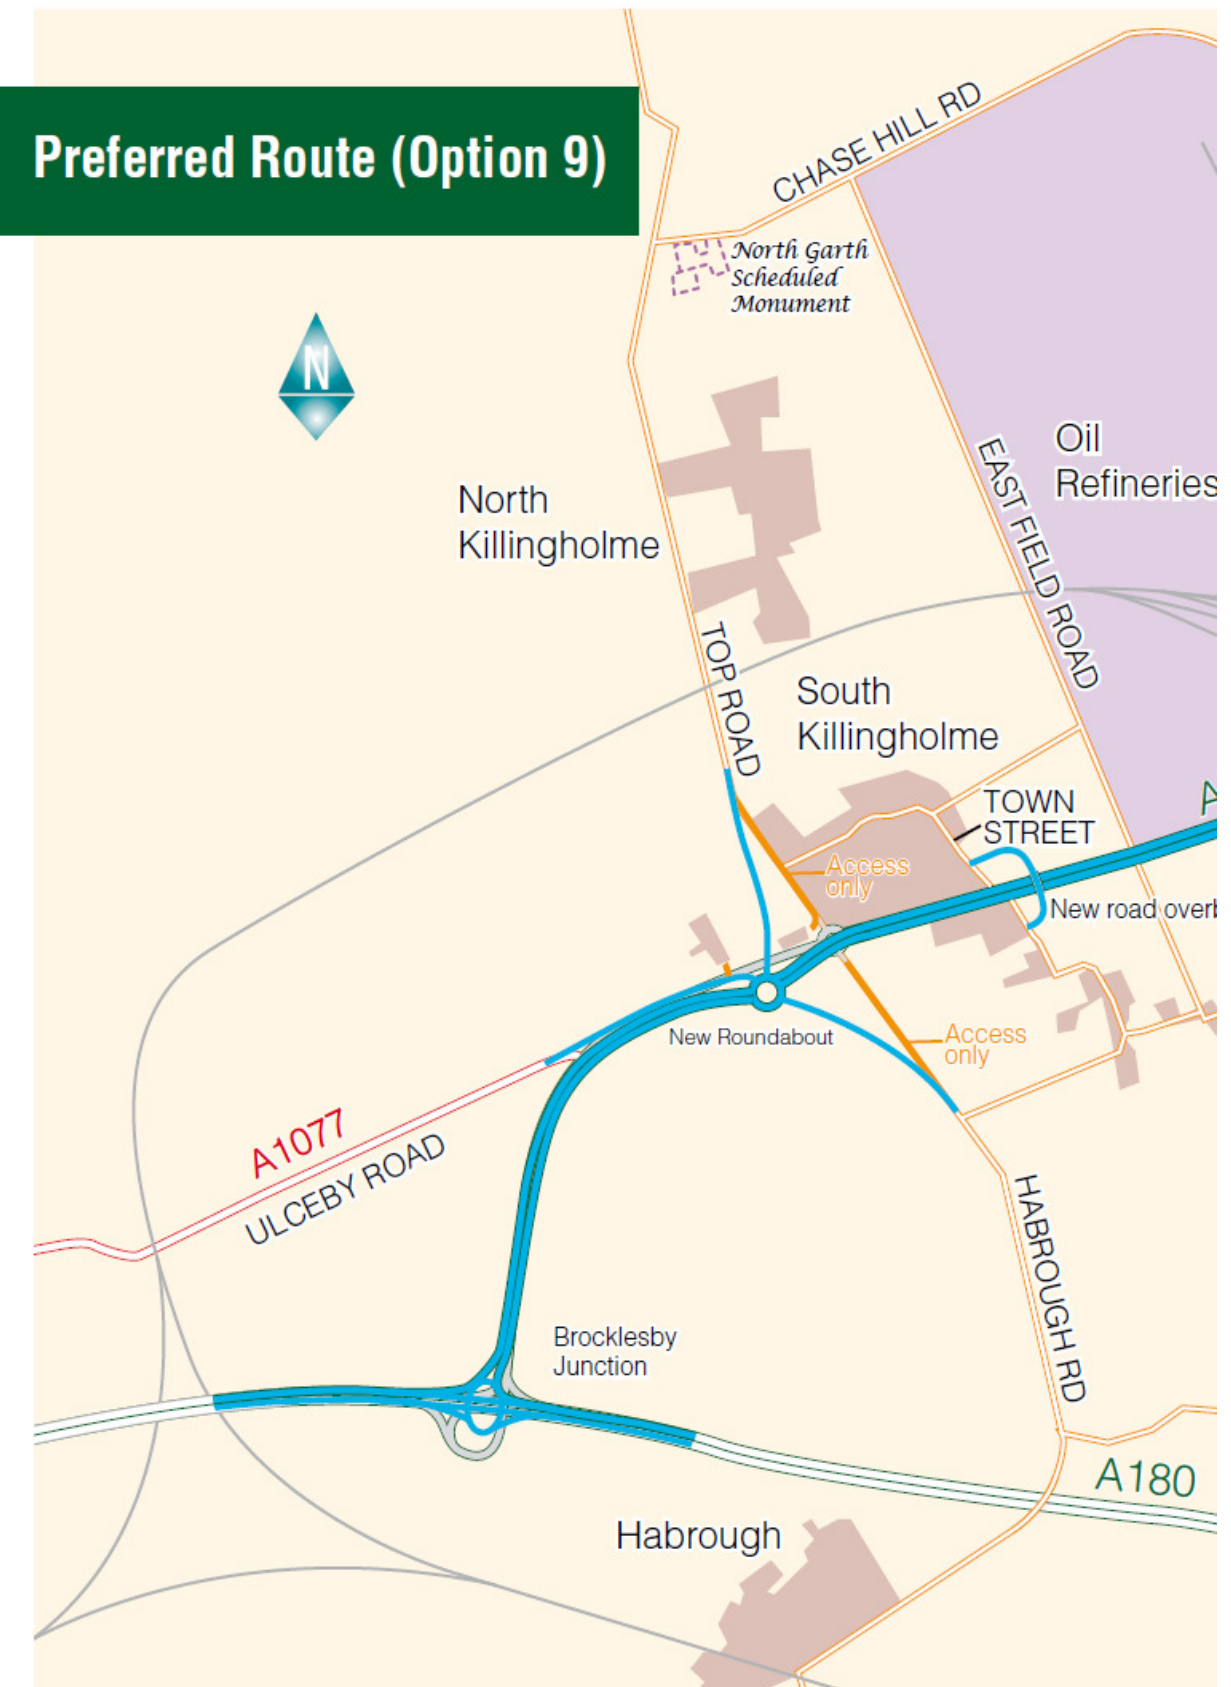 CHASE HILL RD
Preferred Route (Option 9)
North Garth
Scheduled
Monument
N
Oil
Refineries
EAST FIELD ROAD
North
Killingholme
TOP ROAD
South
Killingholme
TOWN
STREET
A
Access
only
New road overb
New Roundabout
Access
only
A1077
ULCEBY ROAD
HABROUGH RD
Brocklesby
Junction
A180
Habrough